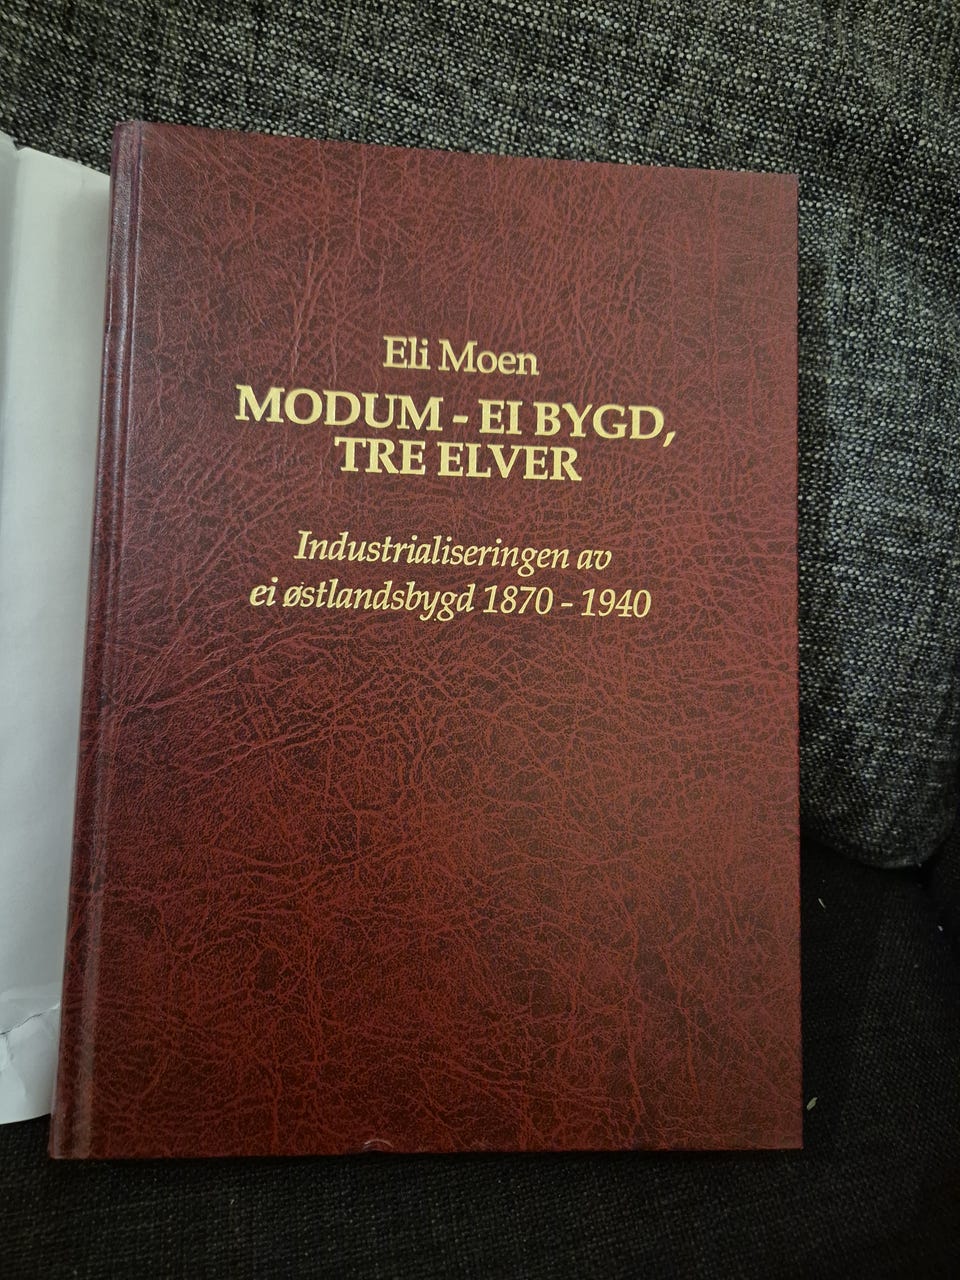 Eli Moen
MODUM - EI BYGD,
TRE ELVER
Industrialiseringen av
ei østlandsbygd 1870 - 1940